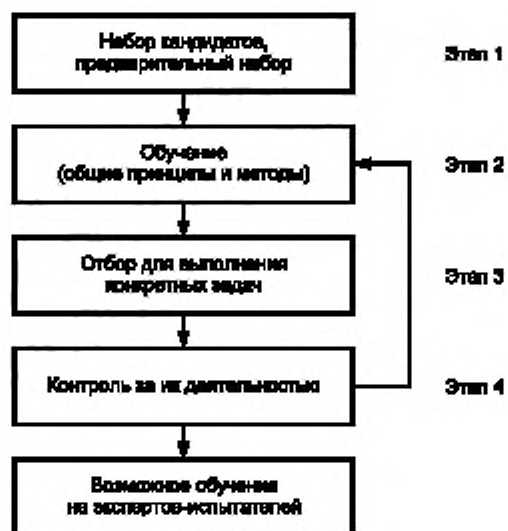 Набор кандидатов,
предварительный набор
Этап 1
Обучение
(общие принципы и методы)
Этап 2
Отбор для выполнения
конкретных задач
Этап 3
Контроль за их деятельностью
Этап 4
Возможное обучение
на экспертов-испытателей